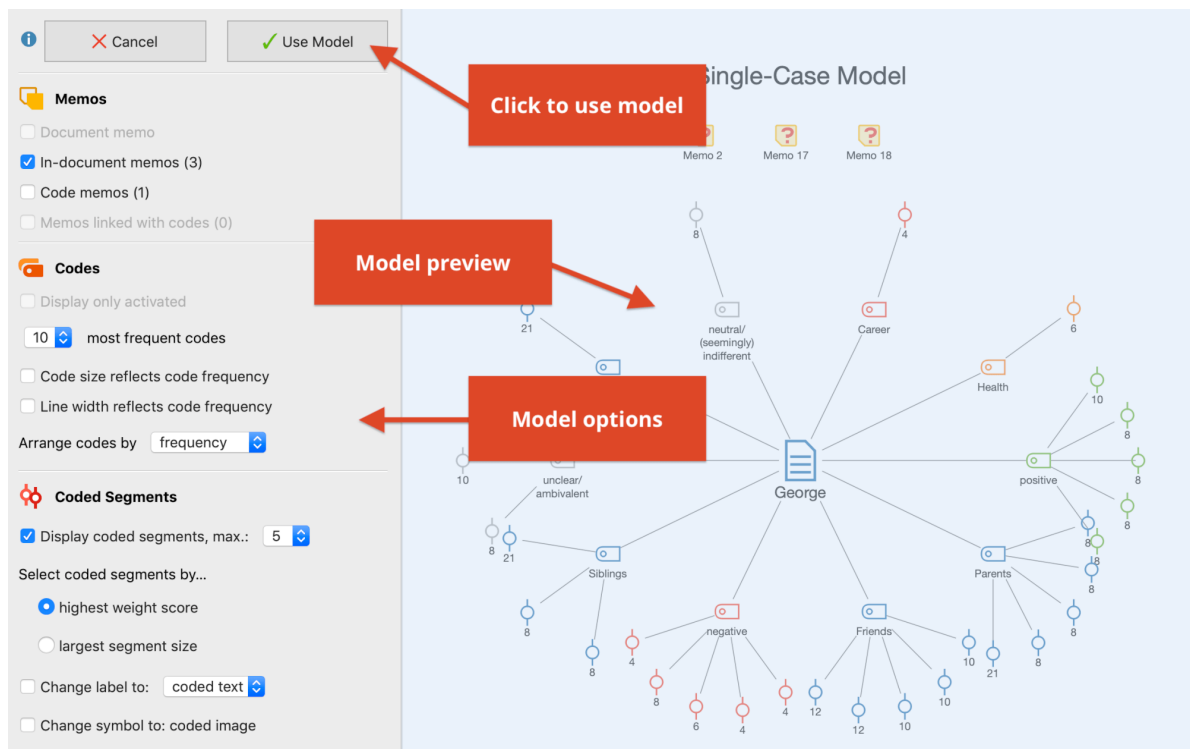 Cancel
Use Model
Memos
Document memo
In-document memos (3)
Code memos (1)
Memos linked with codes (0)
Codes
Display only activated
10 most frequent codes
Code size reflects code frequency
Line width reflects code frequency
Arrange codes by frequency
Coded Segments
Display coded segments, max.: 5
Select coded segments by...
highest weight score
largest segment size
Change label to: coded text
Change symbol to: coded image
Click to use model
Model preview
Model options
Single-Case Model
Memo 2
Memo 17
Memo 18
8
4
21
neutral/
(seemingly)
indifferent
Career
6
Health
10
8
10
unclear/
ambivalent
George
positive
8
8
8
21
8
8
Siblings
Parents
8
8
8
negative
Friends
8
4
10
21
8
8
6
4
4
12
12
10
10